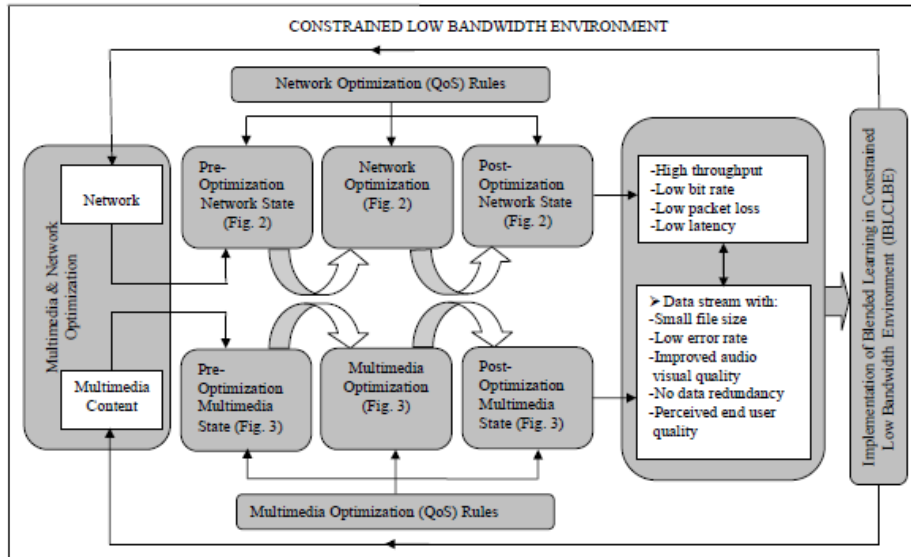 CONSTRAINED LOW BANDWIDTH ENVIRONMENT
Network Optimization (QoS) Rules
Multimedia & Network
Optimization
Network
Multimedia
Content
Pre-
Optimization
Network State
(Fig. 2)
Network
Optimization
(Fig. 2)
Post-
Optimization
Network State
(Fig. 2)
Pre-
Optimization
Multimedia
State (Fig. 3)
Multimedia
Optimization
(Fig. 3)
Post-
Optimization
Multimedia
State (Fig. 3)
-High throughput
-Low bit rate
-Low packet loss
-Low latency
➢ Data stream with:
-Small file size
-Low error rate
-Improved audio
visual quality
-No data redundancy
-Perceived end user
quality
Implementation of Blended Learning in Constrained
Low Bandwidth Environment (IBLCLBE)
Multimedia Optimization (QoS) Rules